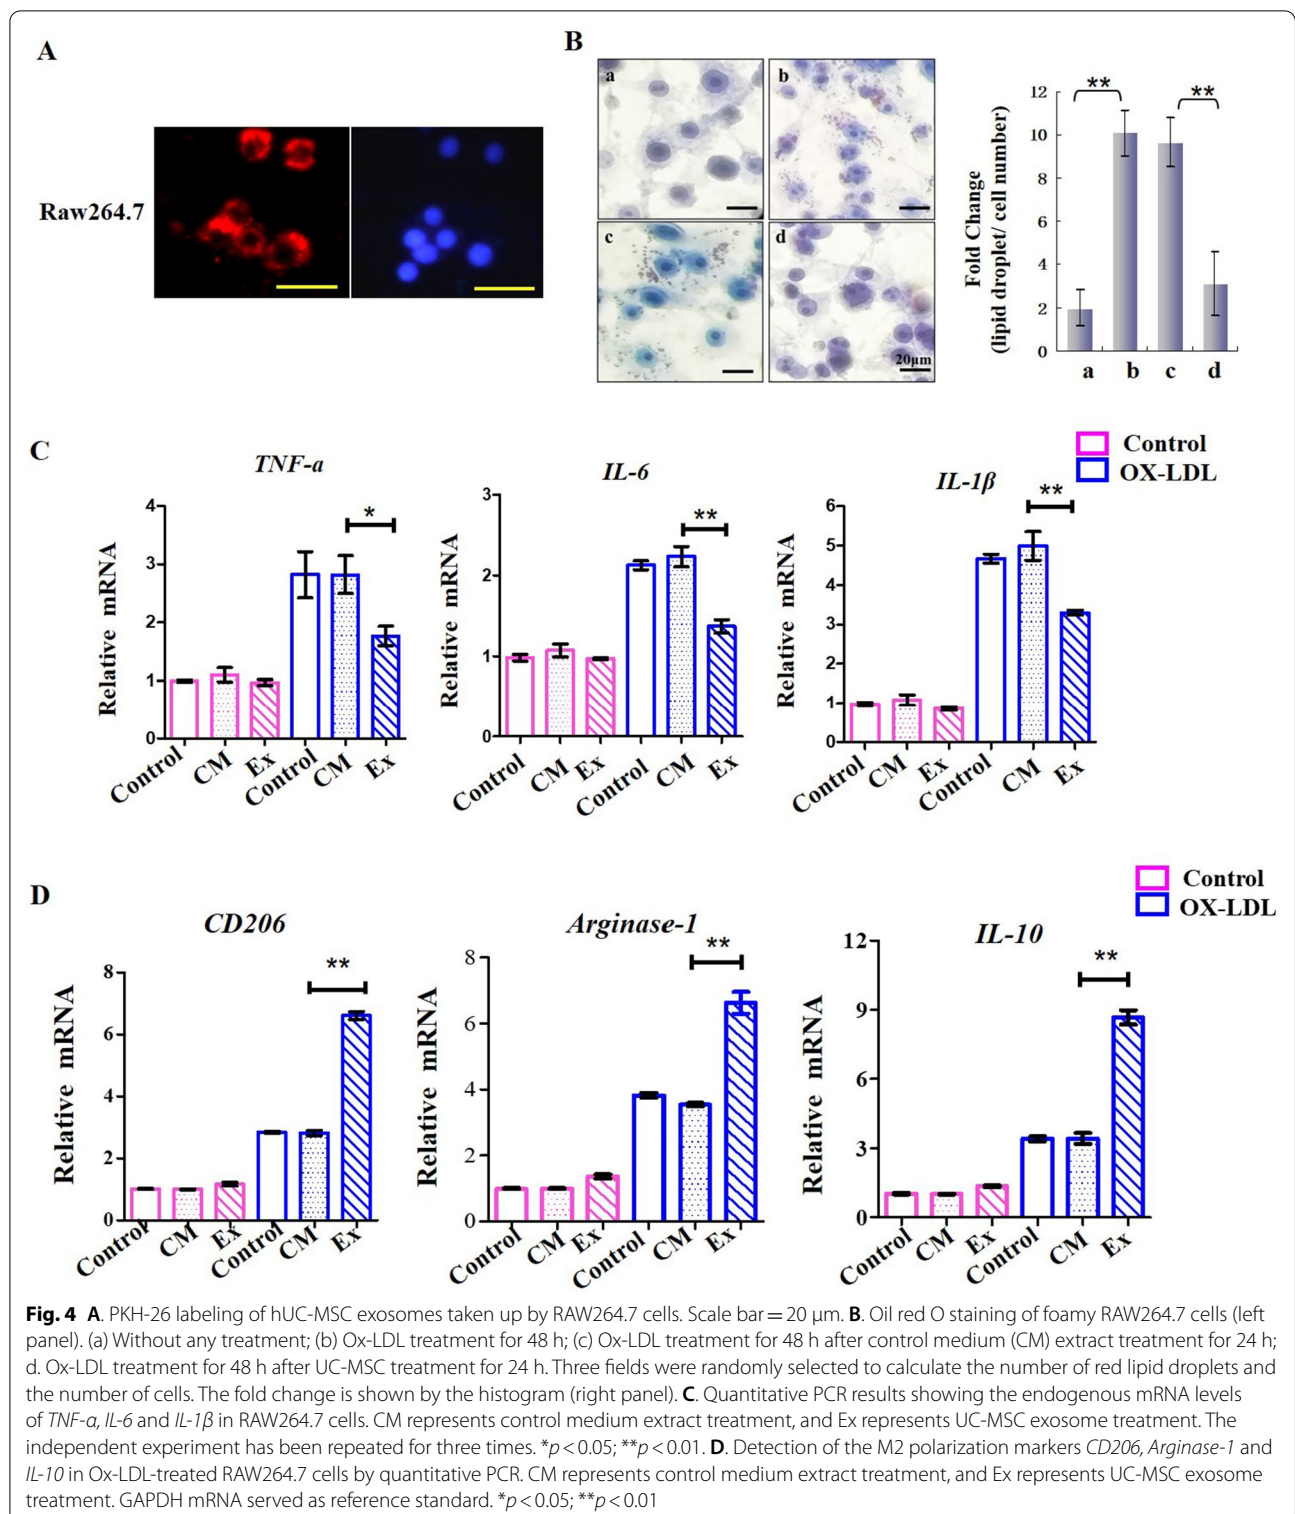 A
Raw264.7
B
a
b
c
d
20μm
Fold Change
(lipid droplet/ cell number)
12
10
8
6
4
2
0
**
**
a b c d
C
Control
OX-LDL
TNF-a
Relative mRNA
4
3
2
1
0
*
Control CM Ex Control CM Ex
IL-6
Relative mRNA
3
2
1
0
**
Control CM Ex Control CM Ex
IL-1β
Relative mRNA
6
5
4
3
2
1
0
**
Control CM Ex Control CM Ex
D
Control
OX-LDL
CD206
Relative mRNA
8
6
4
2
0
**
Control CM Ex Control CM Ex
Arginase-1
Relative mRNA
8
6
4
2
0
**
Control CM Ex Control CM Ex
IL-10
Relative mRNA
12
9
6
3
0
**
Control CM Ex Control CM Ex
Fig. 4 A. PKH-26 labeling of hUC-MSC exosomes taken up by RAW264.7 cells. Scale bar = 20 μm. B. Oil red O staining of foamy RAW264.7 cells (left
panel). (a) Without any treatment; (b) Ox-LDL treatment for 48 h; (c) Ox-LDL treatment for 48 h after control medium (CM) extract treatment for 24 h;
d. Ox-LDL treatment for 48 h after UC-MSC treatment for 24 h. Three fields were randomly selected to calculate the number of red lipid droplets and
the number of cells. The fold change is shown by the histogram (right panel). C. Quantitative PCR results showing the endogenous mRNA levels
of TNF-α, IL-6 and IL-1β in RAW264.7 cells. CM represents control medium extract treatment, and Ex represents UC-MSC exosome treatment. The
independent experiment has been repeated for three times. *p < 0.05; **p < 0.01. D. Detection of the M2 polarization markers CD206, Arginase-1 and
IL-10 in Ox-LDL-treated RAW264.7 cells by quantitative PCR. CM represents control medium extract treatment, and Ex represents UC-MSC exosome
treatment. GAPDH mRNA served as reference standard. *p < 0.05; **p < 0.01